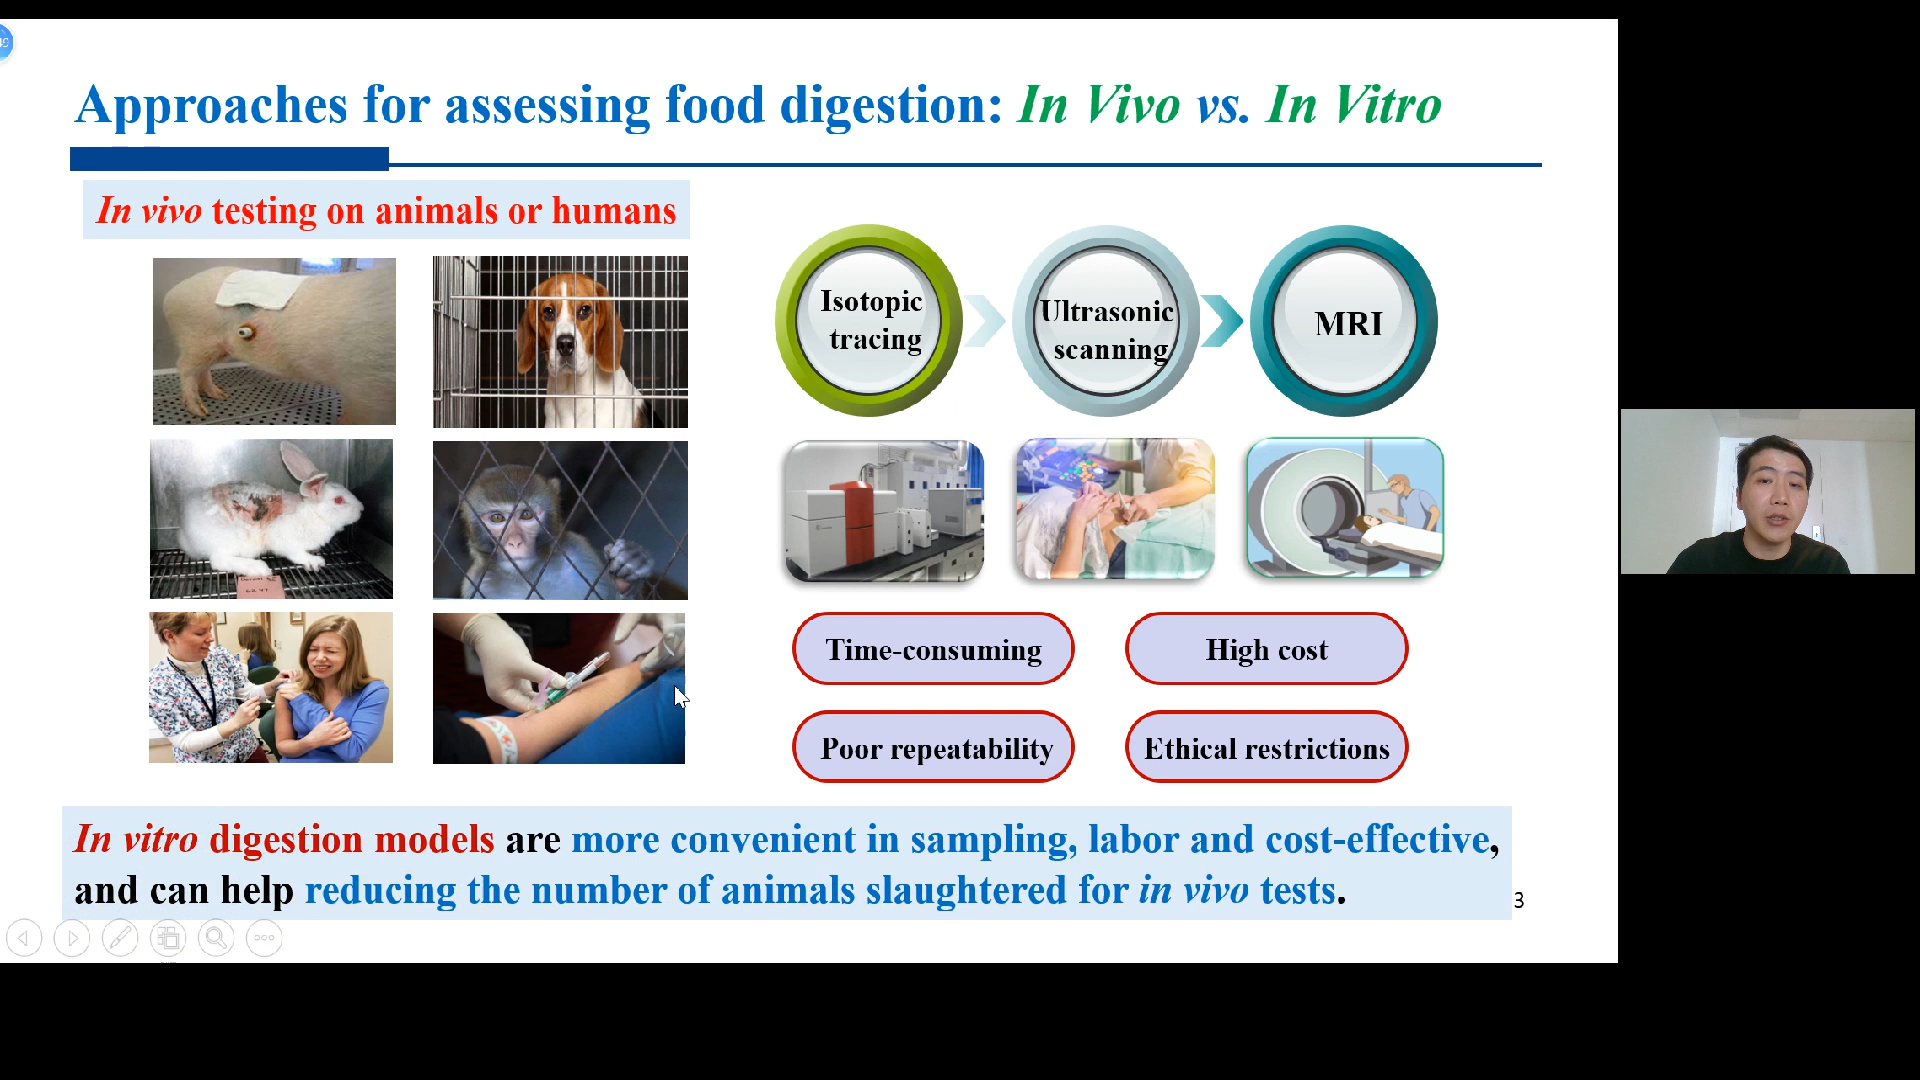 49
Approaches for assessing food digestion: In Vivo vs. In Vitro
In vivo testing on animals or humans
Isotopic
tracing
Ultrasonic
scanning
MRI
Time-consuming
High cost
Poor repeatability
Ethical restrictions
In vitro digestion models are more convenient in sampling, labor and cost-effective,
and can help reducing the number of animals slaughtered for in vivo tests.
3